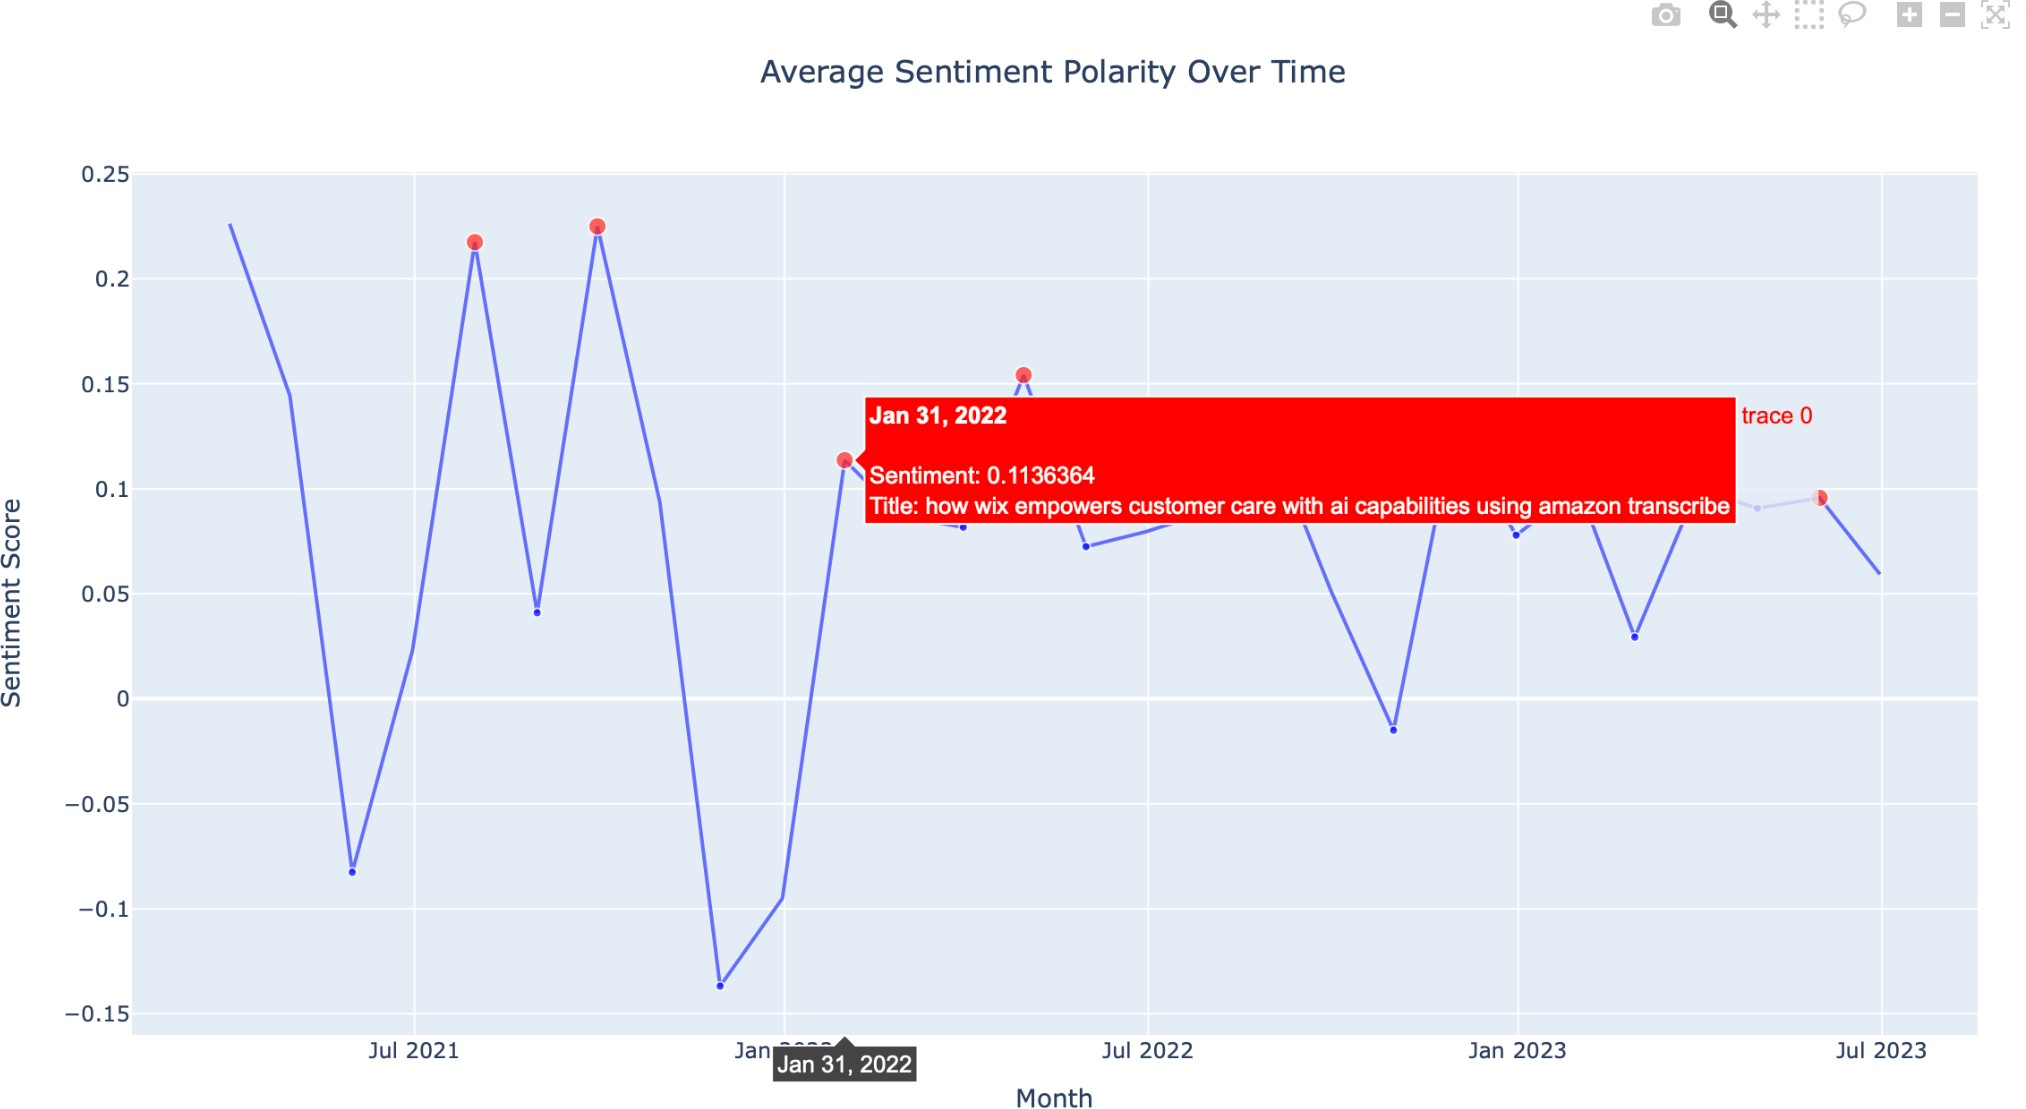 Average Sentiment Polarity Over Time
0.25
0.2
0.15
0.1
0.05
0
−0.05
−0.1
−0.15
Sentiment Score
Jan 31, 2022
trace 0
Sentiment: 0.1136364
Title: how wix empowers customer care with ai capabilities using amazon transcribe
Jul 2021
Jul 2022
Jan 2023
Jul 2023
Jan 31, 2022
Month